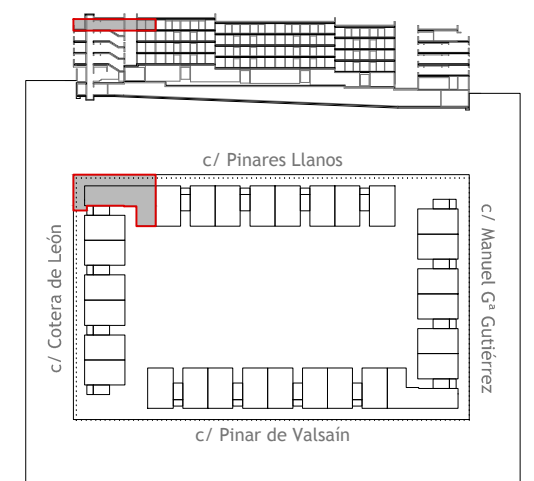 c/ Pinares Llanos
c/ Cotera de León
c/ Manuel Gª Gutiérrez
c/ Pinar de Valsaín